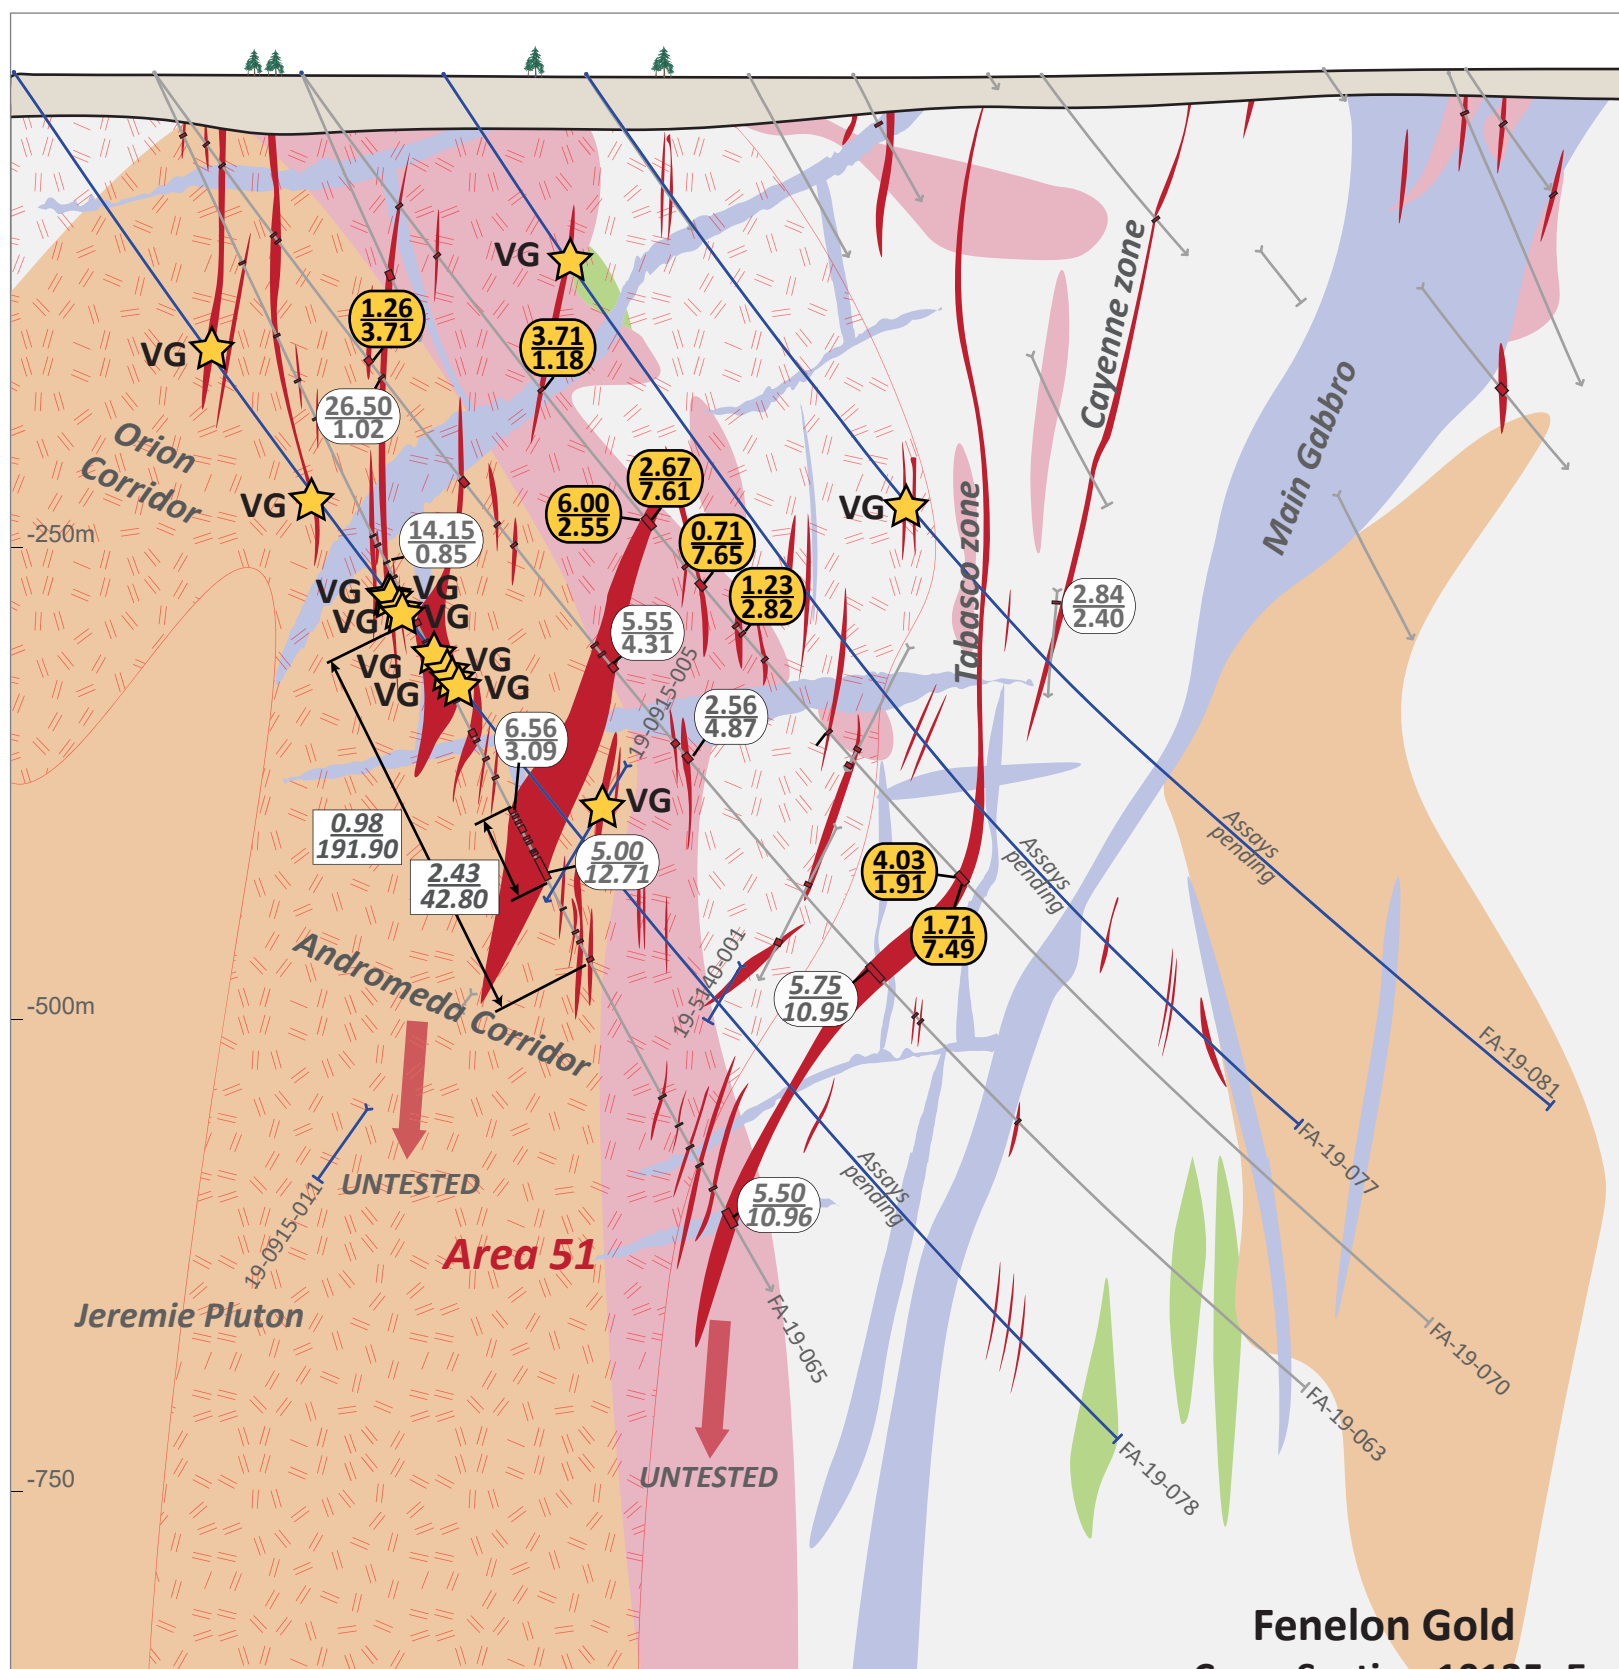 VG
1.26
3.71
3.71
1.18
VG
26.50
1.02
Orion
Corridor
Cayenne zone
Main Gabbro
2.67
7.61
6.00
2.55
VG
VG
Tabasco zone
-250m
14.15
0.85
0.71
7.65
1.23
2.82
VG
VG
VG
VG
2.84
2.40
5.55
4.31
VG
VG
VG
VG
19-0915-005
2.56
4.87
6.56
3.09
VG
0.98
191.90
2.43
42.80
5.00
12.71
4.03
1.91
1.71
7.49
Assays
pending
Assays
pending
Andromeda Corridor
19-5140-001
5.75
10.95
-500m
FA-19-081
UNTESTED
19-0915-011
Assays
pending
FA-19-077
5.50
10.96
Area 51
Jeremie Pluton
FA-19-065
FA-19-070
FA-19-063
-750
UNTESTED
FA-19-078
Fenelon Gold